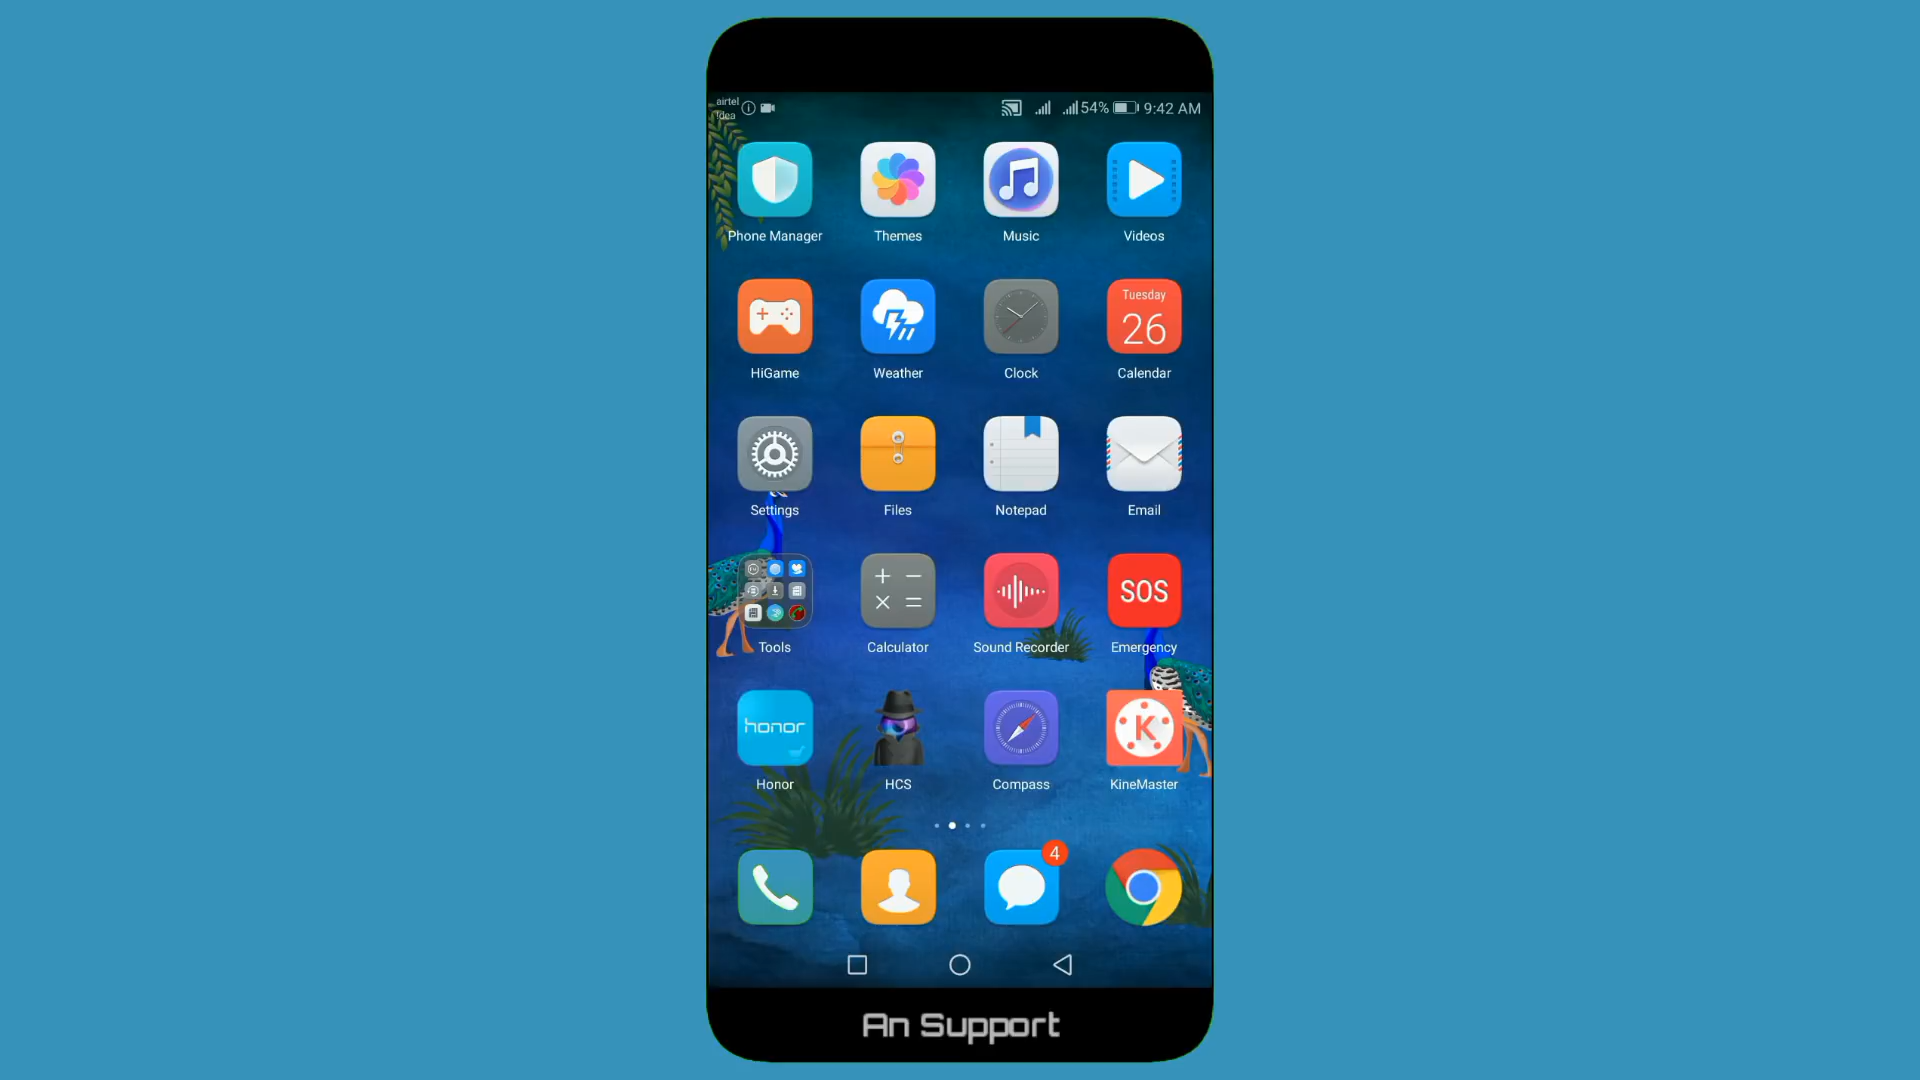 airtel
!dea
54% 9:42 AM
Phone Manager Themes Music Videos
Tuesday
26
HiGame Weather Clock Calendar
Settings Files Notepad Email
SOS
Tools Calculator Sound Recorder Emergency
honor
K
Honor HCS Compass KineMaster
4
An Support